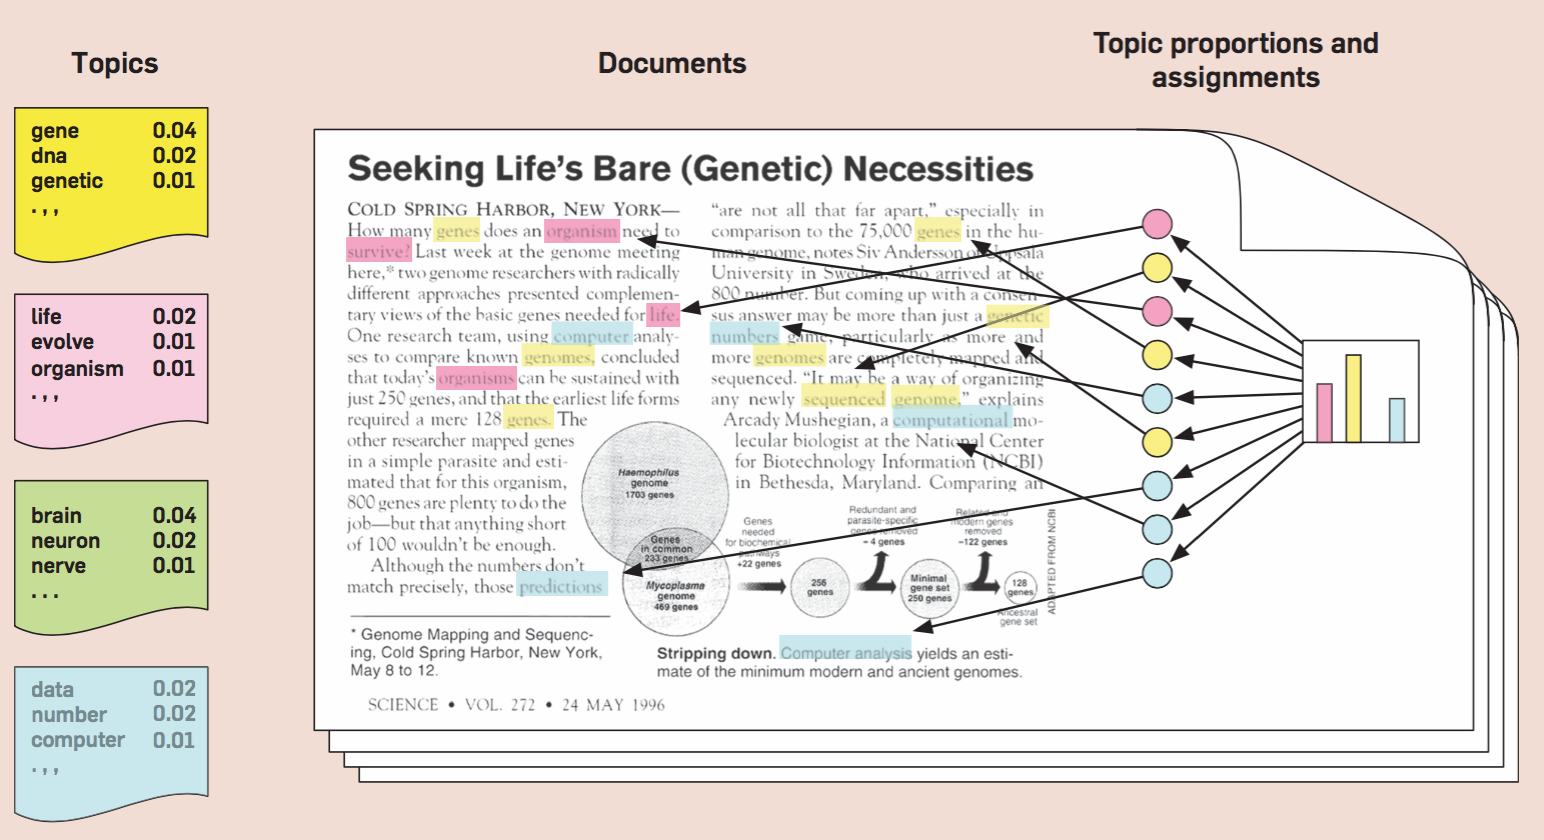 Topics
Documents
Topic proportions and
assignments
gene 0.04
dna 0.02
genetic 0.01
. , ,
life 0.02
evolve 0.01
organism 0.01
. , ,
brain 0.04
neuron 0.02
nerve 0.01
. . .
data 0.02
number 0.02
computer 0.01
. , ,
Seeking Life's Bare (Genetic) Necessities
COLD SPRING HARBOR, NEW YORK—
How many genes does an organism need to
survive? Last week at the genome meeting
here,* two genome researchers with radically
different approaches presented complemen-
tary views of the basic genes needed for life.
One research team, using computer analy-
ses to compare known genomes, concluded
that today's organisms can be sustained with
just 250 genes, and that the earliest life forms
required a mere 128 genes. The
other researcher mapped genes
in a simple parasite and esti-
mated that for this organism,
800 genes are plenty to do the
job—but that anything short
of 100 wouldn't be enough.
Although the numbers don't
match precisely, those predictions
* Genome Mapping and Sequenc-
ing, Cold Spring Harbor, New York,
May 8 to 12.
"are not all that far apart," especially in
comparison to the 75,000 genes in the hu-
man genome, notes Siv Andersson of Uppsala
University in Sweden, who arrived at the
800 number. But coming up with a consen-
sus answer may be more than just a genetic
numbers game, particularly as more and
more genomes are completely mapped and
sequenced. "It may be a way of organizing
any newly sequenced genome," explains
Arcady Mushegian, a computational mo-
lecular biologist at the National Center
for Biotechnology Information (NCBI)
in Bethesda, Maryland. Comparing an
Haemophilus
genome
1703 genes
Genes
in common
233 genes
Mycoplasma
genome
469 genes
Genes
needed
for biochemical
pathways
+22 genes
256
genes
Redundant and
parasite-specific
genes removed
– 4 genes
Minimal
gene set
250 genes
Related and
modern genes
removed
–122 genes
128
genes
Ancestral
gene set
ADAPTED FROM NCBI
Stripping down. Computer analysis yields an esti-
mate of the minimum modern and ancient genomes.
SCIENCE • VOL. 272 • 24 MAY 1996